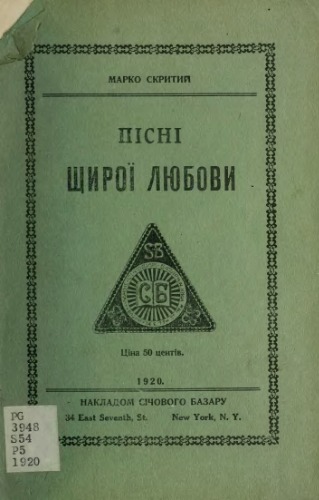 МАРКО СКРИТИЙ
ПІСНІ
ЩИРОЇ ЛЮБОВИ
SB
СБ
Ціна 50 центів.
1920.
НАКЛАДОМ СІЧОВОГО БАЗАРУ
34 East Seventh, St. New York, N. Y.
PG
3948
S54
P5
1920